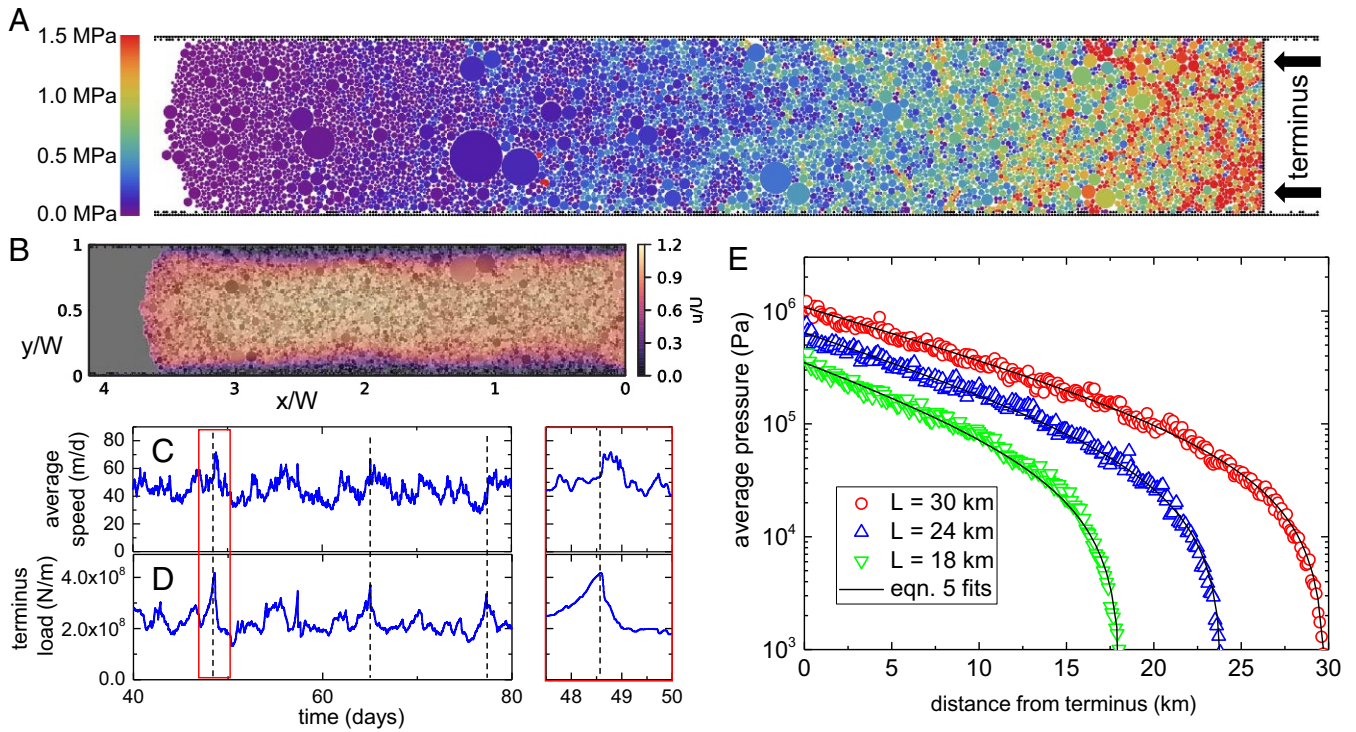 A
1.5 MPa
1.0 MPa
0.5 MPa
0.0 MPa
terminus
B
1
0.5
0
y/W
4
3
2
1
0
x/W
1.2
0.9
0.6
0.3
0.0
u/U
C
80
60
40
20
0
average
speed (m/d)
D
4.0x10⁸
2.0x10⁸
0.0
terminus
load (N/m)
40
60
80
time (days)
48
49
50
E
10⁶
10⁵
10⁴
10³
average pressure (Pa)
L = 30 km
L = 24 km
L = 18 km
eqn. 5 fits
0
5
10
15
20
25
30
distance from terminus (km)